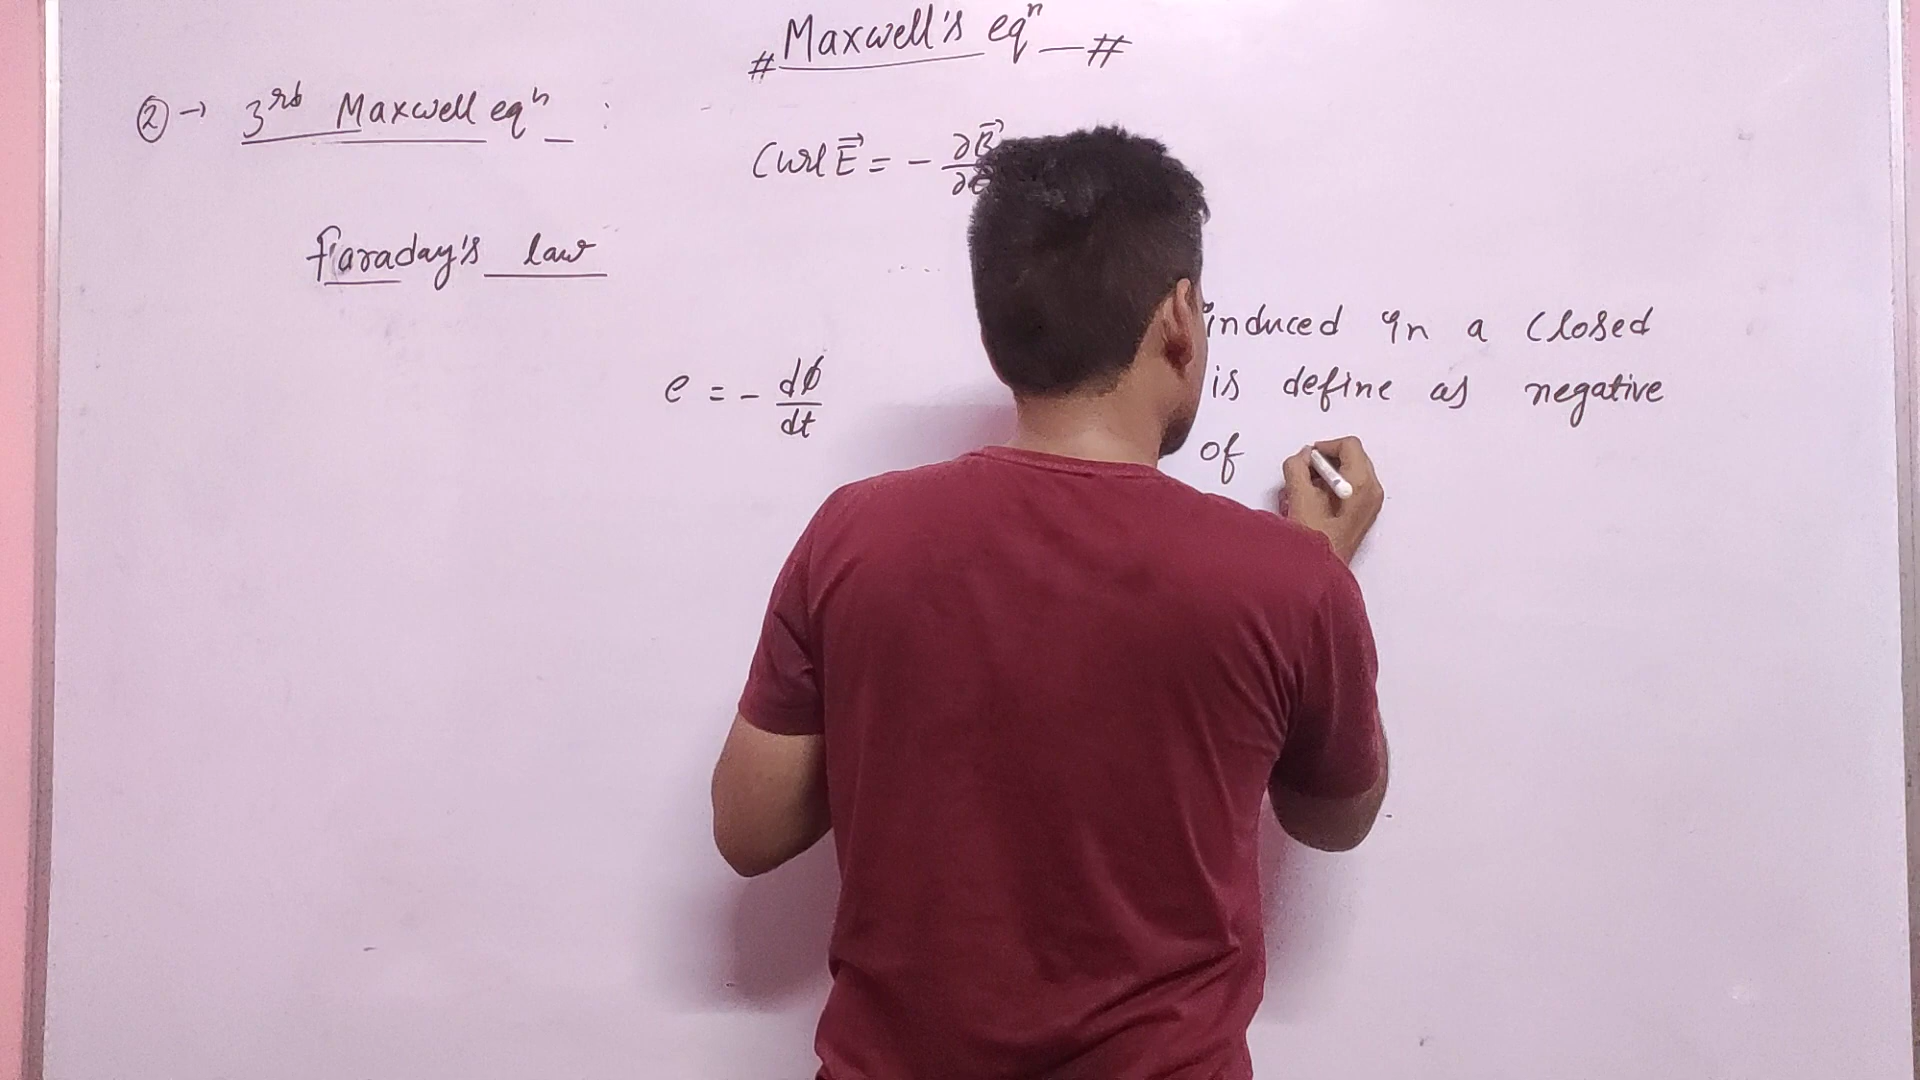 # Maxwell's eqⁿ #
② → 3rd Maxwell eqⁿ :
Curl E⃗ = - ∂B⃗/∂t
Faraday's law
induced in a closed
e = - dϕ/dt
is define as negative
of